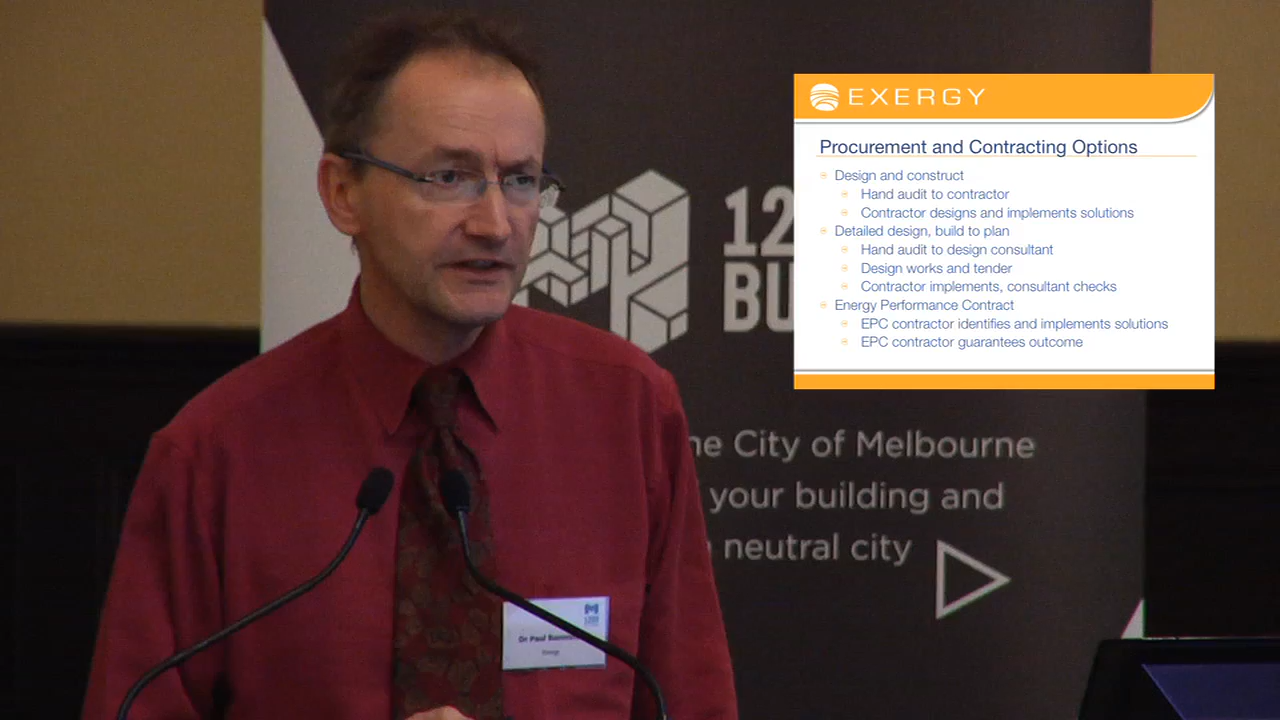 EXERGY
Procurement and Contracting Options
Design and construct
Hand audit to contractor
Contractor designs and implements solutions
Detailed design, build to plan
Hand audit to design consultant
Design works and tender
Contractor implements, consultant checks
Energy Performance Contract
EPC contractor identifies and implements solutions
EPC contractor guarantees outcome
12
BU
City of Melbourne
your building and
neutral city
Dr Paul
Exergy